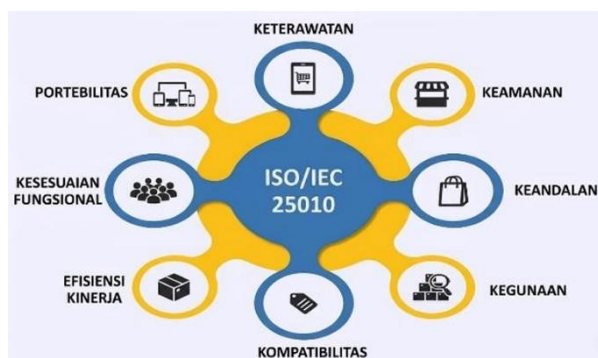 KETERAWATAN
PORTEBILITAS
KEAMANAN
KESESUAIAN
FUNGSIONAL
ISO/IEC
25010
KEANDALAN
EFISIENSI
KINERJA
KEGUNAAN
KOMPATIBILITAS